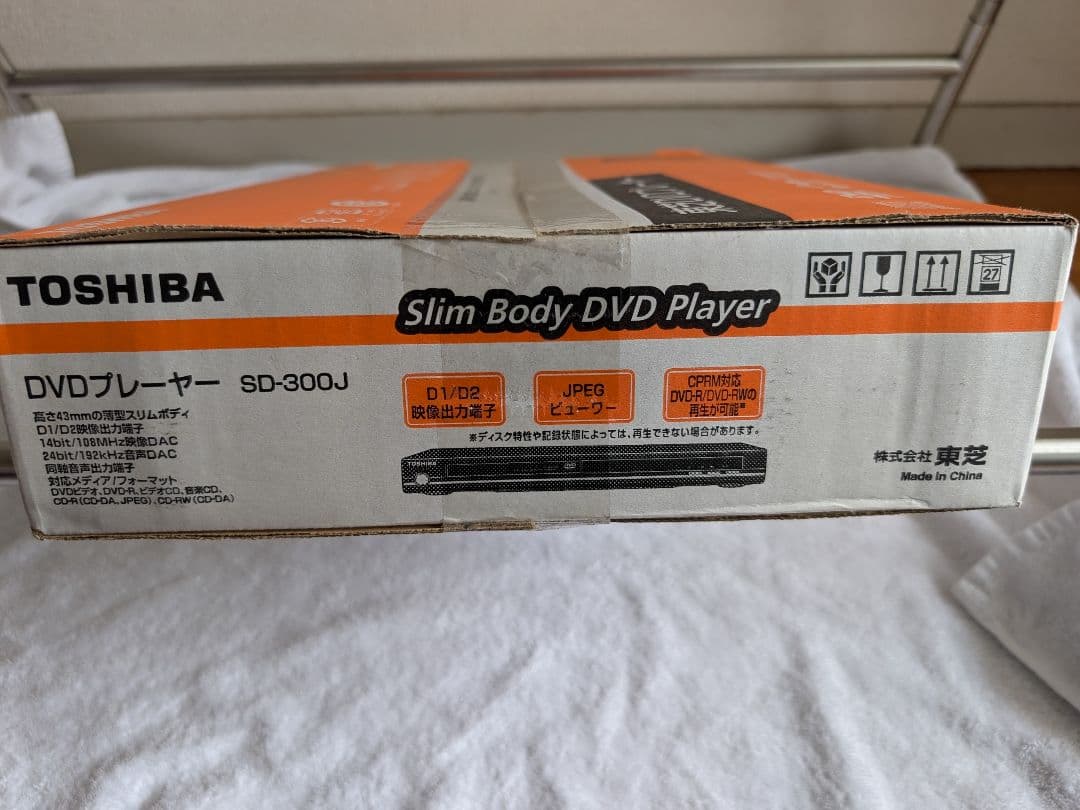 TOSHIBA
Slim Body DVD Player
27
DVDプレーヤー SD-300J
高さ43mmの薄型スリムボディ
D1/D2映像出力端子
14bit/108MHz映像DAC
24bit/192kHz音声DAC
同軸音声出力端子
対応メディア/フォーマット
DVDビデオ、DVD-R、ビデオCD、音楽CD、
CD-R(CD-DA、JPEG)、CD-RW(CD-DA)
D1/D2
映像出力端子
JPEG
ビューワー
CPRM対応
DVD-R/DVD-RWの
再生が可能※
※ディスク特性や記録状態によっては、再生できない場合があります。
TOSHIBA
株式会社 東芝
Made in China